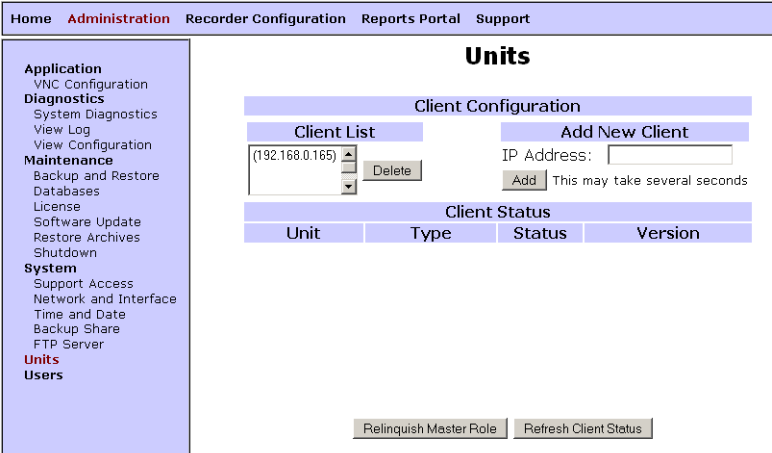 Home Administration Recorder Configuration Reports Portal Support
Application
VNC Configuration
Diagnostics
System Diagnostics
View Log
View Configuration
Maintenance
Backup and Restore
Databases
License
Software Update
Restore Archives
Shutdown
System
Support Access
Network and Interface
Time and Date
Backup Share
FTP Server
Units
Users
Units
Client Configuration
Client List
(192.168.0.165)
Delete
Add New Client
IP Address:
Add This may take several seconds
Client Status
Unit Type Status Version
Relinquish Master Role Refresh Client Status